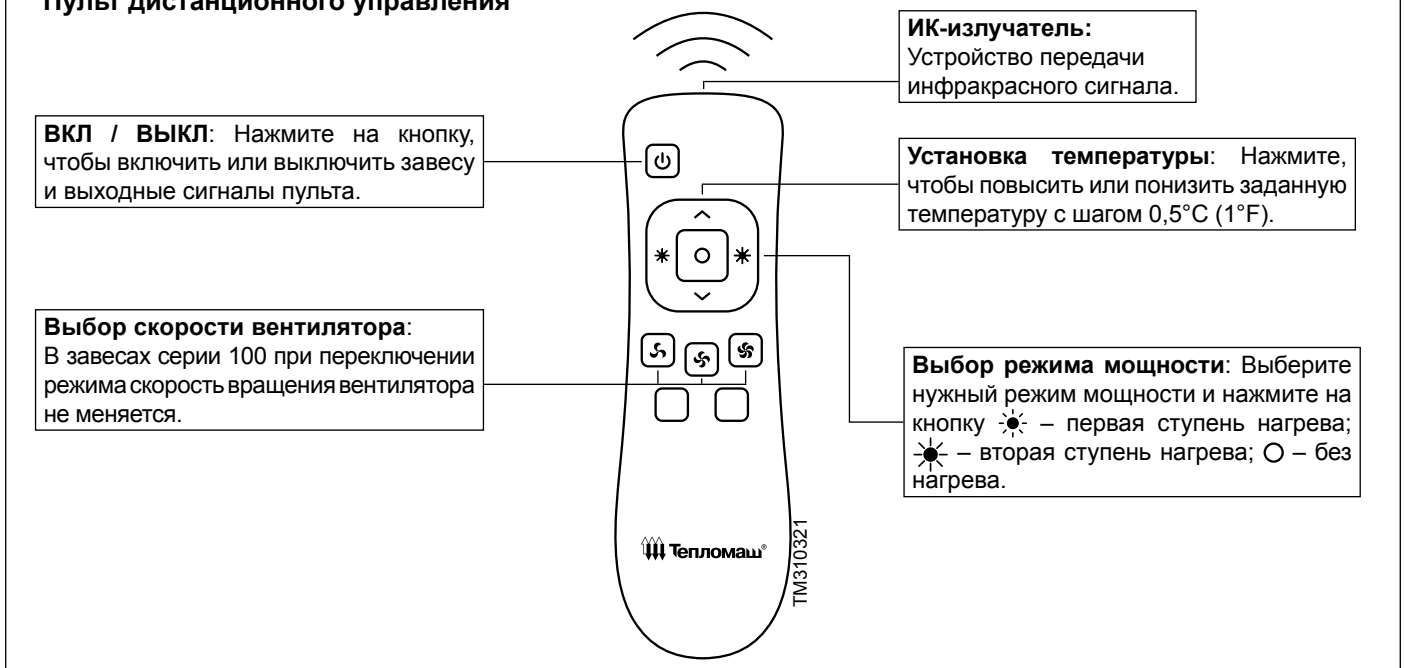 Пульт дистанционного управления
ИК-излучатель:
Устройство передачи
инфракрасного сигнала.
ВКЛ / ВЫКЛ: Нажмите на кнопку,
чтобы включить или выключить завесу
и выходные сигналы пульта.
Установка температуры: Нажмите,
чтобы повысить или понизить заданную
температуру с шагом 0,5°C (1°F).
Выбор скорости вентилятора:
В завесах серии 100 при переключении
режима скорость вращения вентилятора
не меняется.
Выбор режима мощности: Выберите
нужный режим мощности и нажмите на
кнопку – первая ступень нагрева;
– вторая ступень нагрева; – без
нагрева.
Тепломаш®
TM310321